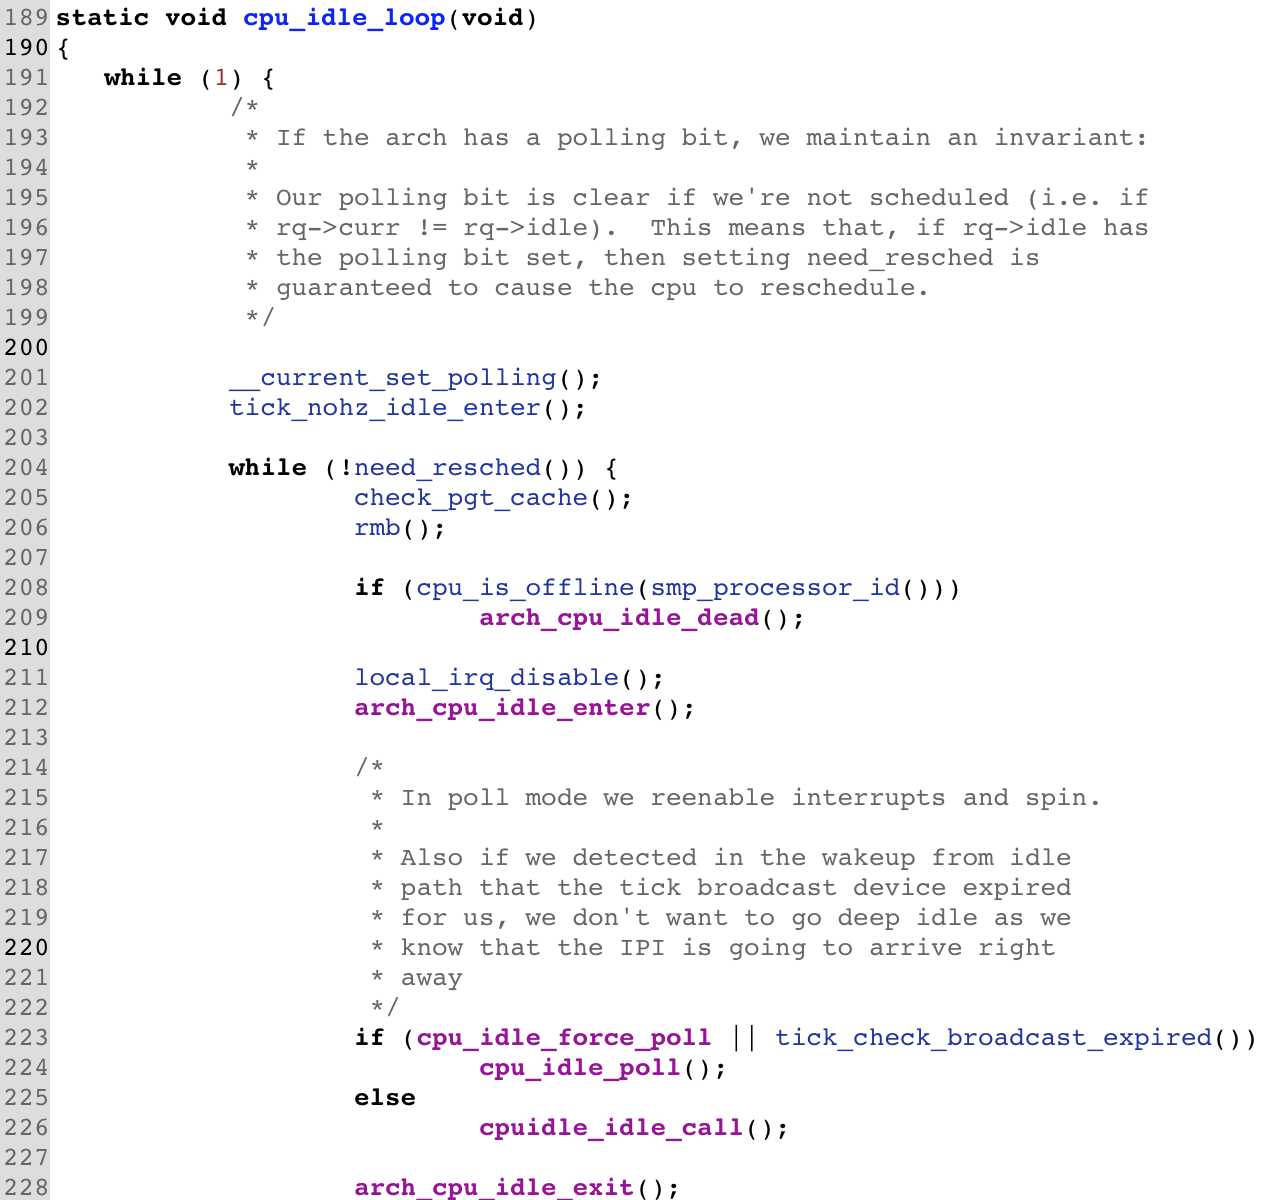 189 static void cpu_idle_loop(void)
190 {
191 while (1) {
192 /*
193 * If the arch has a polling bit, we maintain an invariant:
194 *
195 * Our polling bit is clear if we're not scheduled (i.e. if
196 * rq->curr != rq->idle).  This means that, if rq->idle has
197 * the polling bit set, then setting need_resched is
198 * guaranteed to cause the cpu to reschedule.
199 */
200
201 __current_set_polling();
202 tick_nohz_idle_enter();
203
204 while (!need_resched()) {
205 check_pgt_cache();
206 rmb();
207
208 if (cpu_is_offline(smp_processor_id()))
209 arch_cpu_idle_dead();
210
211 local_irq_disable();
212 arch_cpu_idle_enter();
213
214 /*
215 * In poll mode we reenable interrupts and spin.
216 *
217 * Also if we detected in the wakeup from idle
218 * path that the tick broadcast device expired
219 * for us, we don't want to go deep idle as we
220 * know that the IPI is going to arrive right
221 * away
222 */
223 if (cpu_idle_force_poll || tick_check_broadcast_expired())
224 cpu_idle_poll();
225 else
226 cpuidle_idle_call();
227
228 arch_cpu_idle_exit();